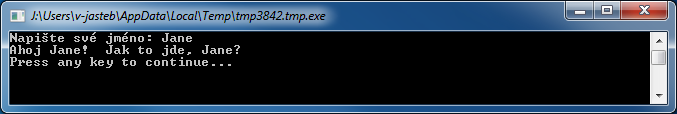 J:\Users\v-jasteb\AppData\Local\Temp\tmp3842.tmp.exe
Napište své jméno: Jane
Ahoj Jane!  Jak to jde, Jane?
Press any key to continue...